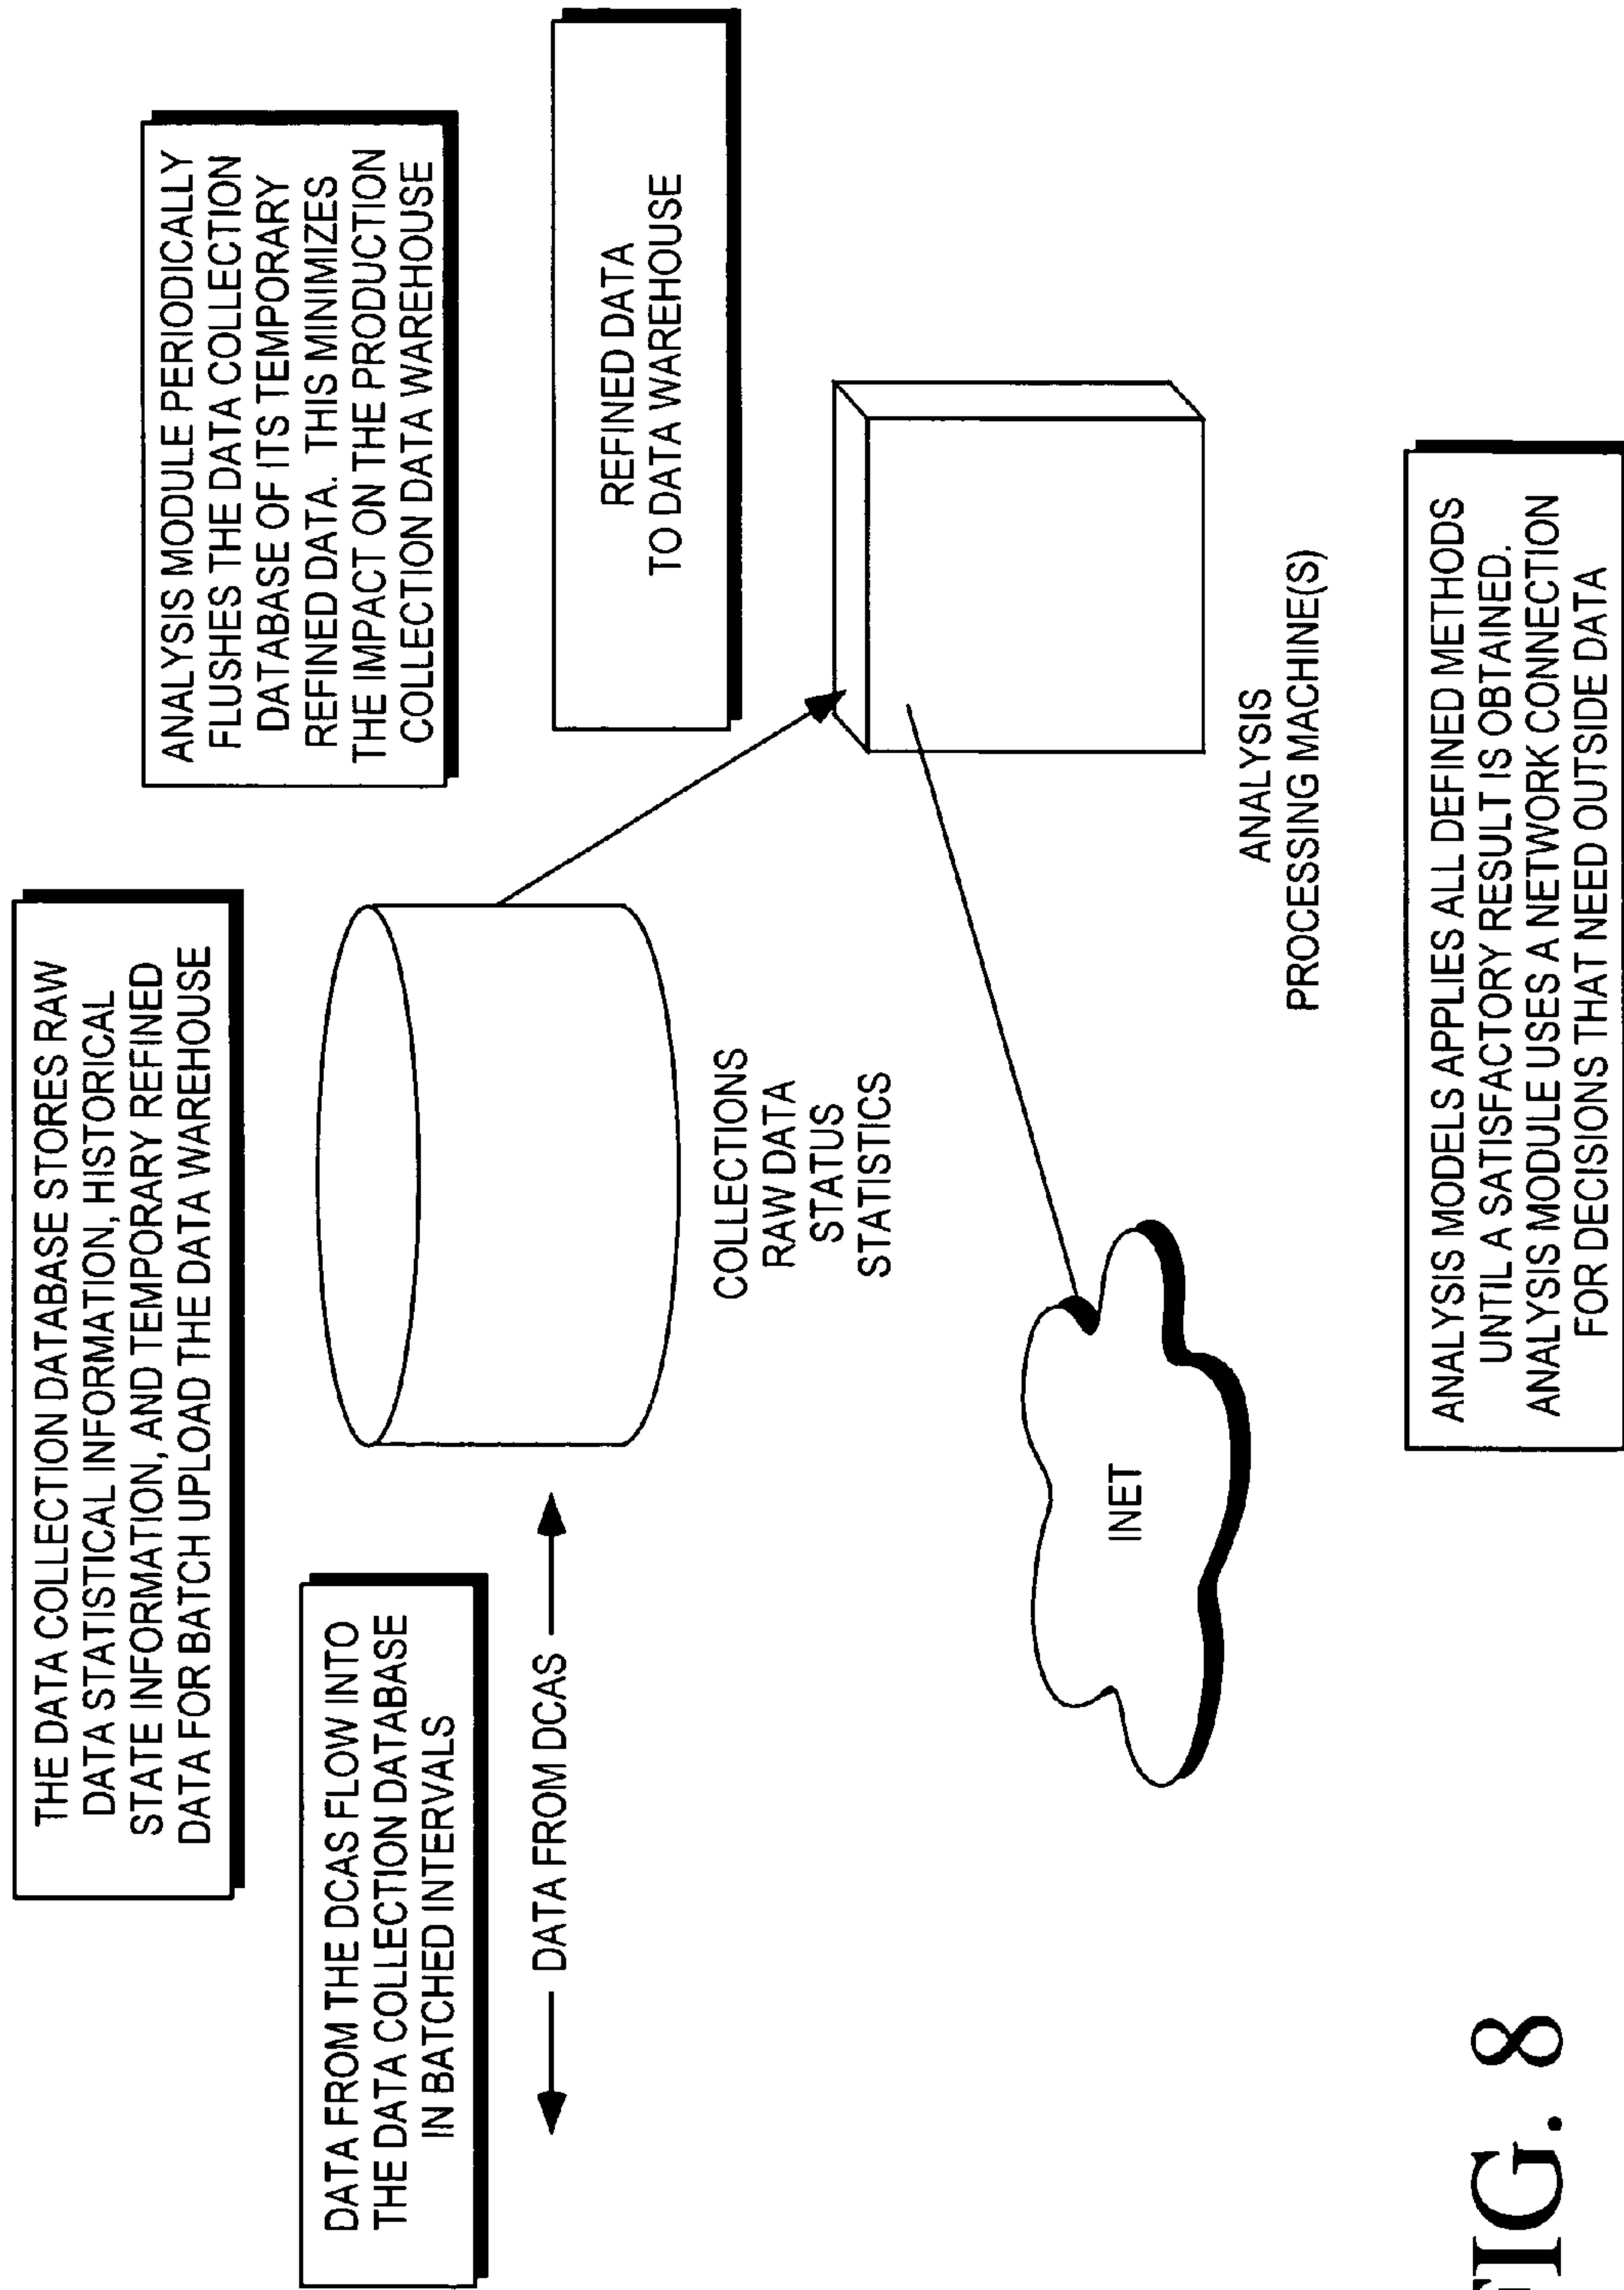 THE DATA COLLECTION DATABASE STORES RAW
DATA STATISTICAL INFORMATION, HISTORICAL
STATE INFORMATION, AND TEMPORARY REFINED
DATA FOR BATCH UPLOAD THE DATA WAREHOUSE
ANALYSIS MODULE PERIODICALLY
FLUSHES THE DATA COLLECTION
DATABASE OF ITS TEMPORARY
REFINED DATA. THIS MINIMIZES
THE IMPACT ON THE PRODUCTION
COLLECTION DATA WAREHOUSE
DATA FROM THE DCAS FLOW INTO
THE DATA COLLECTION DATABASE
IN BATCHED INTERVALS
DATA FROM DCAS
REFINED DATA
TO DATA WAREHOUSE
COLLECTIONS
RAW DATA
STATUS
STATISTICS
INET
ANALYSIS
PROCESSING MACHINE(S)
ANALYSIS MODELS APPLIES ALL DEFINED METHODS
UNTIL A SATISFACTORY RESULT IS OBTAINED.
ANALYSIS MODULE USES A NETWORK CONNECTION
FOR DECISIONS THAT NEED OUTSIDE DATA
FIG. 8